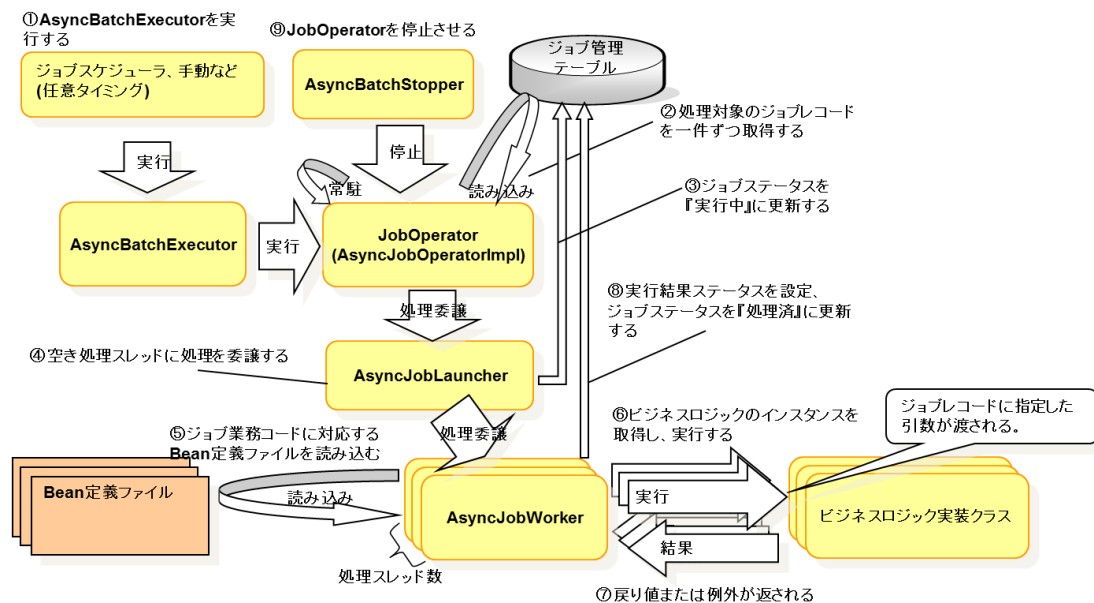 ①AsyncBatchExecutorを実
行する
ジョブスケジューラ、手動など
(任意タイミング)
⑨JobOperatorを停止させる
AsyncBatchStopper
ジョブ管理
テーブル
②処理対象のジョブレコード
を一件ずつ取得する
実行
停止
常駐
読み込み
③ジョブステータスを
『実行中』に更新する
AsyncBatchExecutor
実行
JobOperator
(AsyncJobOperatorImpl)
処理委譲
⑧実行結果ステータスを設定、
ジョブステータスを『処理済』に更新
する
④空き処理スレッドに処理を委譲する
AsyncJobLauncher
処理委譲
⑤ジョブ業務コードに対応する
Bean定義ファイルを読み込む
⑥ビジネスロジックのインスタンスを
取得し、実行する
ジョブレコードに指定した
引数が渡される。
Bean定義ファイル
読み込み
AsyncJobWorker
実行
ビジネスロジック実装クラス
結果
処理スレッド数
⑦戻り値または例外が返される